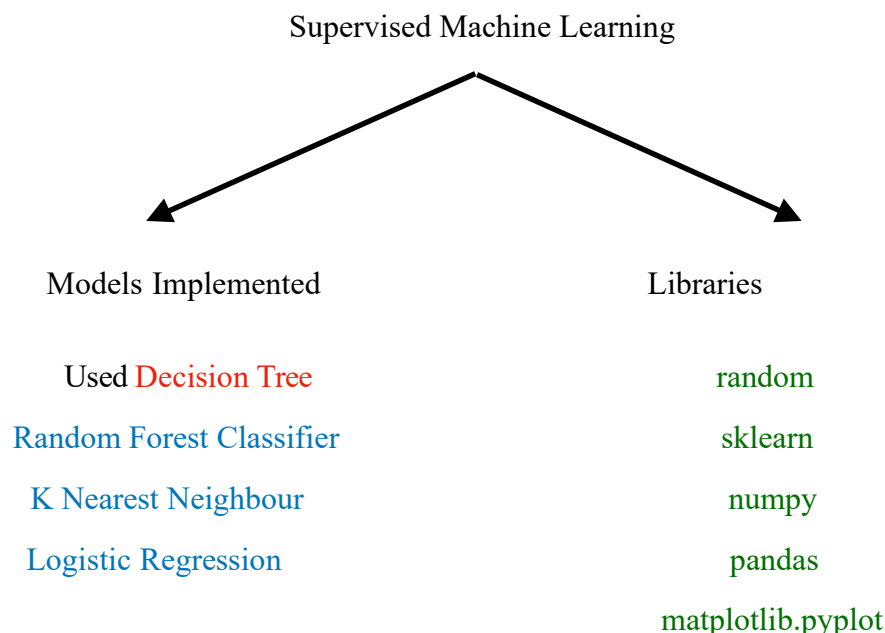 Supervised Machine Learning
Models Implemented
Used Decision Tree
Random Forest Classifier
K Nearest Neighbour
Logistic Regression
Libraries
random
sklearn
numpy
pandas
matplotlib.pyplot